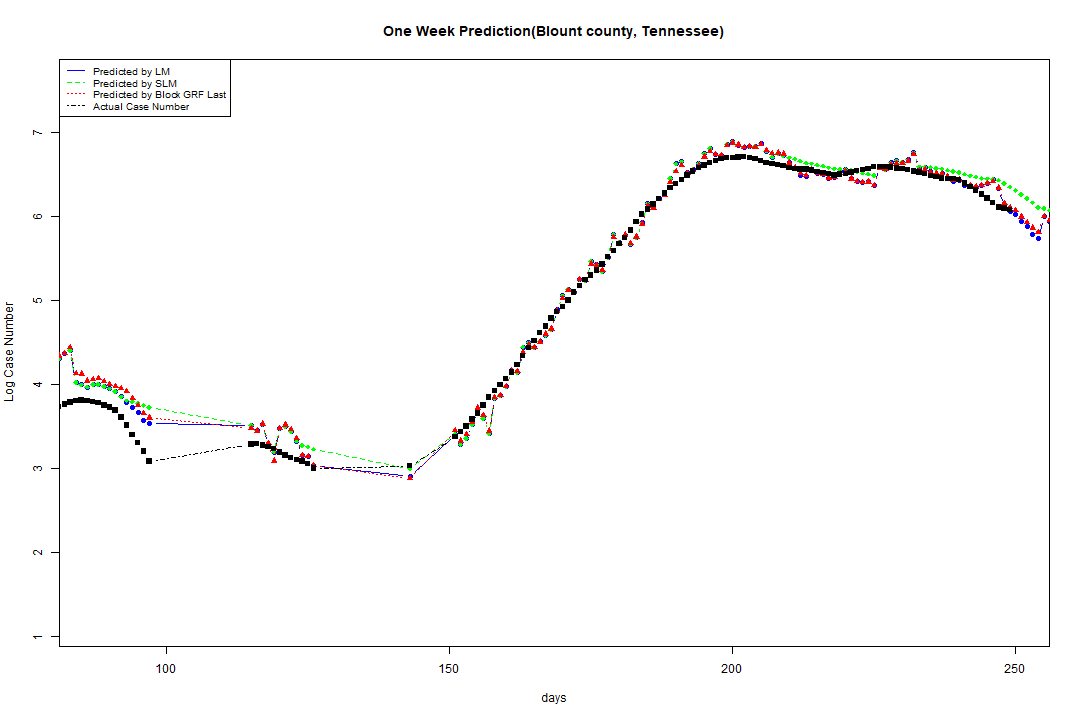 One Week Prediction(Blount county, Tennessee)
Predicted by LM
Predicted by SLM
Predicted by Block GRF Last
Actual Case Number
7
6
5
4
3
2
1
Log Case Number
100 150 200 250
days